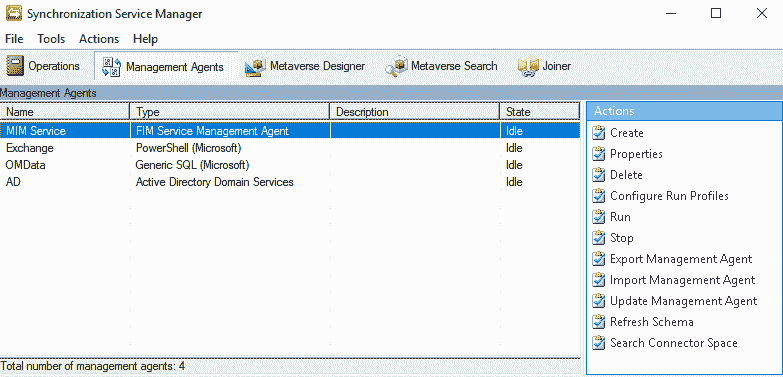 Synchronization Service Manager
File Tools Actions Help
Operations Management Agents Metaverse Designer Metaverse Search Joiner
Management Agents
Name Type Description State
MIM Service FIM Service Management Agent Idle
Exchange PowerShell (Microsoft) Idle
OMData Generic SQL (Microsoft) Idle
AD Active Directory Domain Services Idle
Total number of management agents: 4
Actions
Create
Properties
Delete
Configure Run Profiles
Run
Stop
Export Management Agent
Import Management Agent
Update Management Agent
Refresh Schema
Search Connector Space